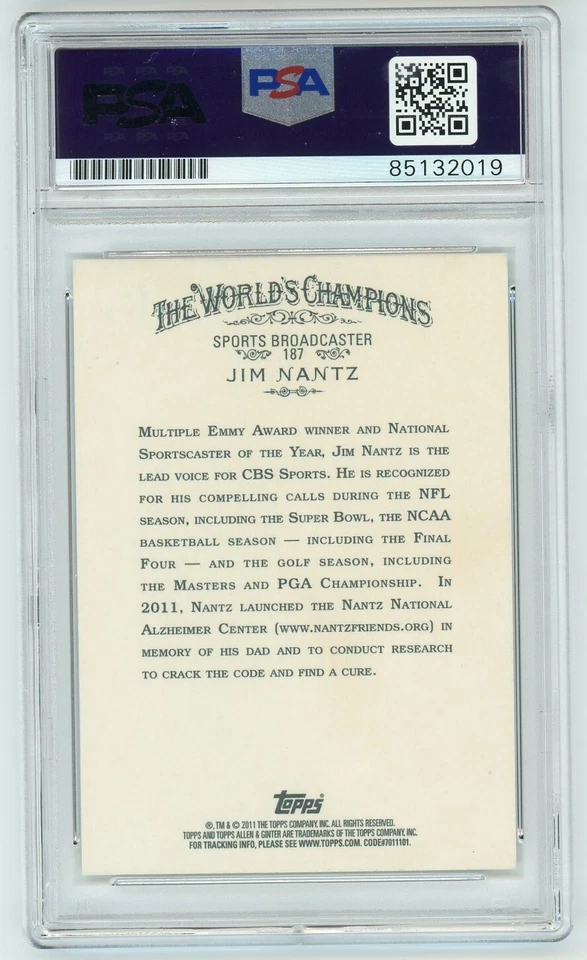 PSA
PSA
85132019
THE WORLD'S CHAMPIONS
SPORTS BROADCASTER
187
JIM NANTZ
MULTIPLE EMMY AWARD WINNER AND NATIONAL
SPORTSCASTER OF THE YEAR, JIM NANTZ IS THE
LEAD VOICE FOR CBS SPORTS. HE IS RECOGNIZED
FOR HIS COMPELLING CALLS DURING THE NFL
SEASON, INCLUDING THE SUPER BOWL, THE NCAA
BASKETBALL SEASON — INCLUDING THE FINAL
FOUR — AND THE GOLF SEASON, INCLUDING
THE MASTERS AND PGA CHAMPIONSHIP. IN
2011, NANTZ LAUNCHED THE NANTZ NATIONAL
ALZHEIMER CENTER (WWW.NANTZFRIENDS.ORG) IN
MEMORY OF HIS DAD AND TO CONDUCT RESEARCH
TO CRACK THE CODE AND FIND A CURE.
Topps
®, TM & © 2011 THE TOPPS COMPANY, INC. ALL RIGHTS RESERVED.
TOPPS AND TOPPS ALLEN & GINTER ARE TRADEMARKS OF THE TOPPS COMPANY, INC.
FOR TRACKING INFO, PLEASE SEE WWW.TOPPS.COM. CODE#7011101.